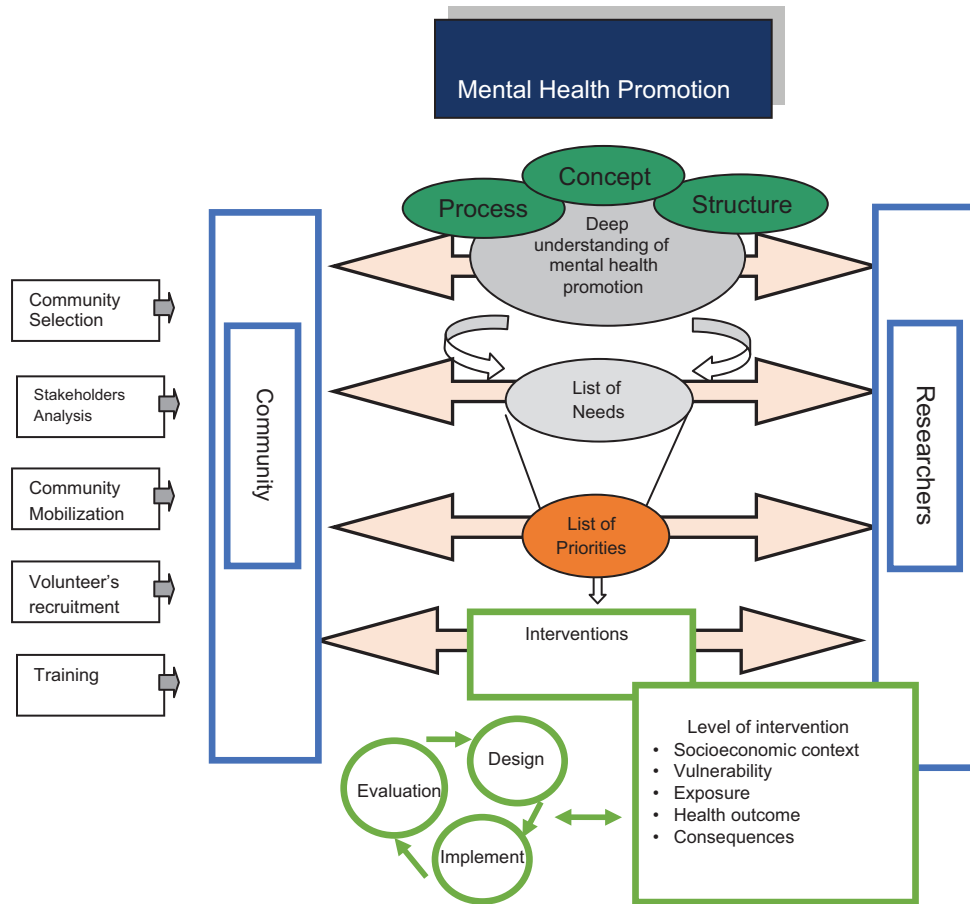 Mental Health Promotion
Concept
Process
Structure
Deep
understanding of
mental health
promotion
Community
Selection
Stakeholders
Analysis
Community
Mobilization
Volunteer's
recruitment
Training
Community
List of
Needs
List of
Priorities
Interventions
Researchers
Design
Evaluation
Implement
Level of intervention
• Socioeconomic context
• Vulnerability
• Exposure
• Health outcome
• Consequences